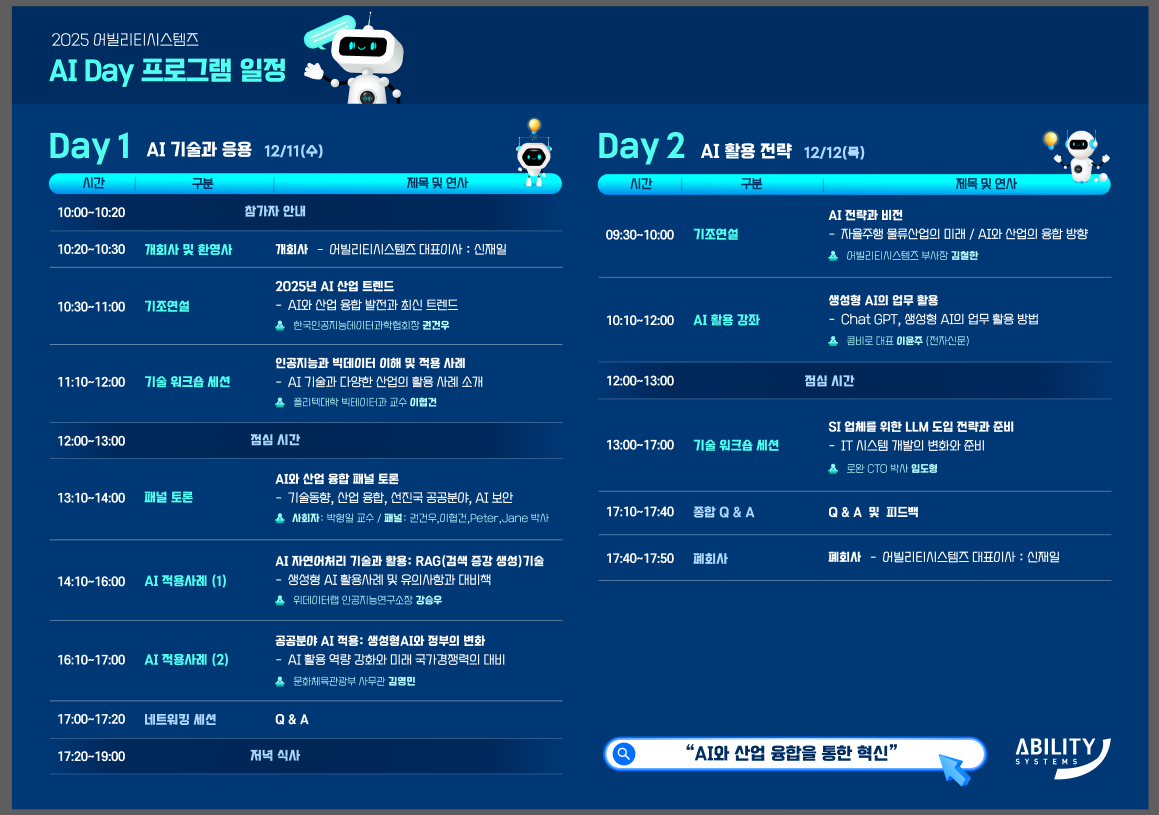 2025 어빌리티시스템즈
AI Day 프로그램 일정
Day 1 AI 기술과 응용 12/11(수)
시간 구분 제목 및 연사
10:00~10:20 참가자 안내
10:20~10:30 개회사 및 환영사 개회사 - 어빌리티시스템즈 대표이사 : 신재일
2025년 AI 산업 트렌드
10:30~11:00 기조연설 - AI와 산업 융합 발전과 최신 트렌드
한국인공지능데이터과학협회장 권건우
인공지능과 빅데이터 이해 및 적용 사례
11:10~12:00 기술 워크숍 세션 - AI 기술과 다양한 산업의 활용 사례 소개
폴리텍대학 빅데이터과 교수 이협건
12:00~13:00 점심 시간
AI와 산업 융합 패널 토론
13:10~14:00 패널 토론 - 기술동향, 산업 융합, 선진국 공공분야, AI 보안
사회자: 박형일 교수 / 패널: 권건우,이협건,Peter,Jane 박사
AI 자연어처리 기술과 활용: RAG(검색 증강 생성)기술
14:10~16:00 AI 적용사례 (1) - 생성형 AI 활용사례 및 유의사항과 대비책
위데이터랩 인공지능연구소장 강승우
공공분야 AI 적용: 생성형AI와 정부의 변화
16:10~17:00 AI 적용사례 (2) - AI 활용 역량 강화와 미래 국가경쟁력의 대비
문화체육관광부 사무관 김영민
17:00~17:20 네트워킹 세션 Q & A
17:20~19:00 저녁 식사
Day 2 AI 활용 전략 12/12(목)
시간 구분 제목 및 연사
AI 전략과 비전
09:30~10:00 기조연설 - 자율주행 물류산업의 미래 / AI와 산업의 융합 방향
어빌리티시스템즈 부사장 김철한
생성형 AI의 업무 활용
10:10~12:00 AI 활용 강좌 - Chat GPT, 생성형 AI의 업무 활용 방법
콤비로 대표 이윤주 (전자신문)
12:00~13:00 점심 시간
SI 업체를 위한 LLM 도입 전략과 준비
13:00~17:00 기술 워크숍 세션 - IT 시스템 개발의 변화와 준비
로완 CTO 박사 임도형
17:10~17:40 종합 Q & A Q & A 및 피드백
17:40~17:50 폐회사 폐회사 - 어빌리티시스템즈 대표이사 : 신재일
“AI와 산업 융합을 통한 혁신”
ABILITY
SYSTEMS